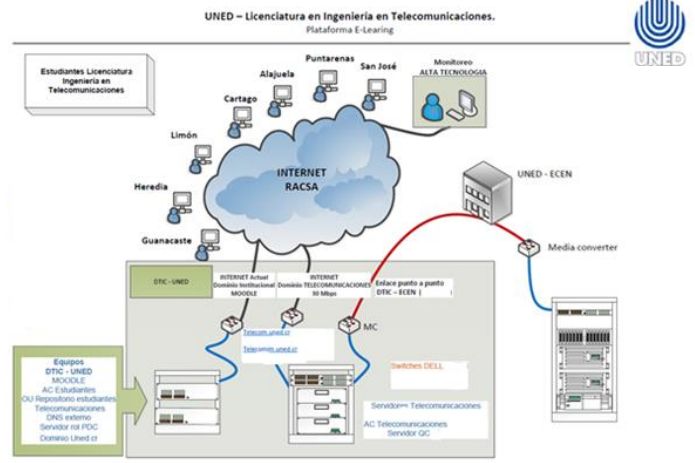 UNED – Licenciatura en Ingeniería en Telecomunicaciones.
Plataforma E-Learing
UNED
Estudiantes Licenciatura
Ingeniería en
Telecomunicaciones
Puntarenas
San José
Alajuela
Cartago
Limón
Heredia
Guanacaste
Monitoreo
ALTA TECNOLOGIA
INTERNET
RACSA
UNED - ECEN
Media converter
DTIC - UNED
INTERNET Actual
Dominio Institucional
MOODLE
INTERNET
Dominio TELECOMUNICACIONES
30 Mbps
Enlace punto a punto
DTIC – ECEN (
MC
Telecom.uned.cr
Switches DELL
Equipos
DTIC - UNED
MOODLE
AC Estudiantes
OU Repositorio estudiantes
Telecomunicaciones
DNS externo
Servidor rol PDC
Dominio Uned.cr
Telecomunicaciones
AC Telecomunicaciones
Servidor QC